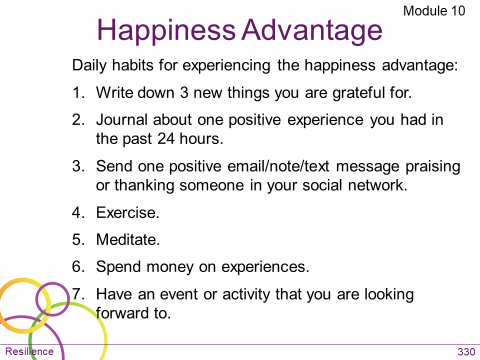 Module 10
Happiness Advantage
Daily habits for experiencing the happiness advantage:
1. Write down 3 new things you are grateful for.
2. Journal about one positive experience you had in
the past 24 hours.
3. Send one positive email/note/text message praising
or thanking someone in your social network.
4. Exercise.
5. Meditate.
6. Spend money on experiences.
7. Have an event or activity that you are looking
forward to.
Resilience
330